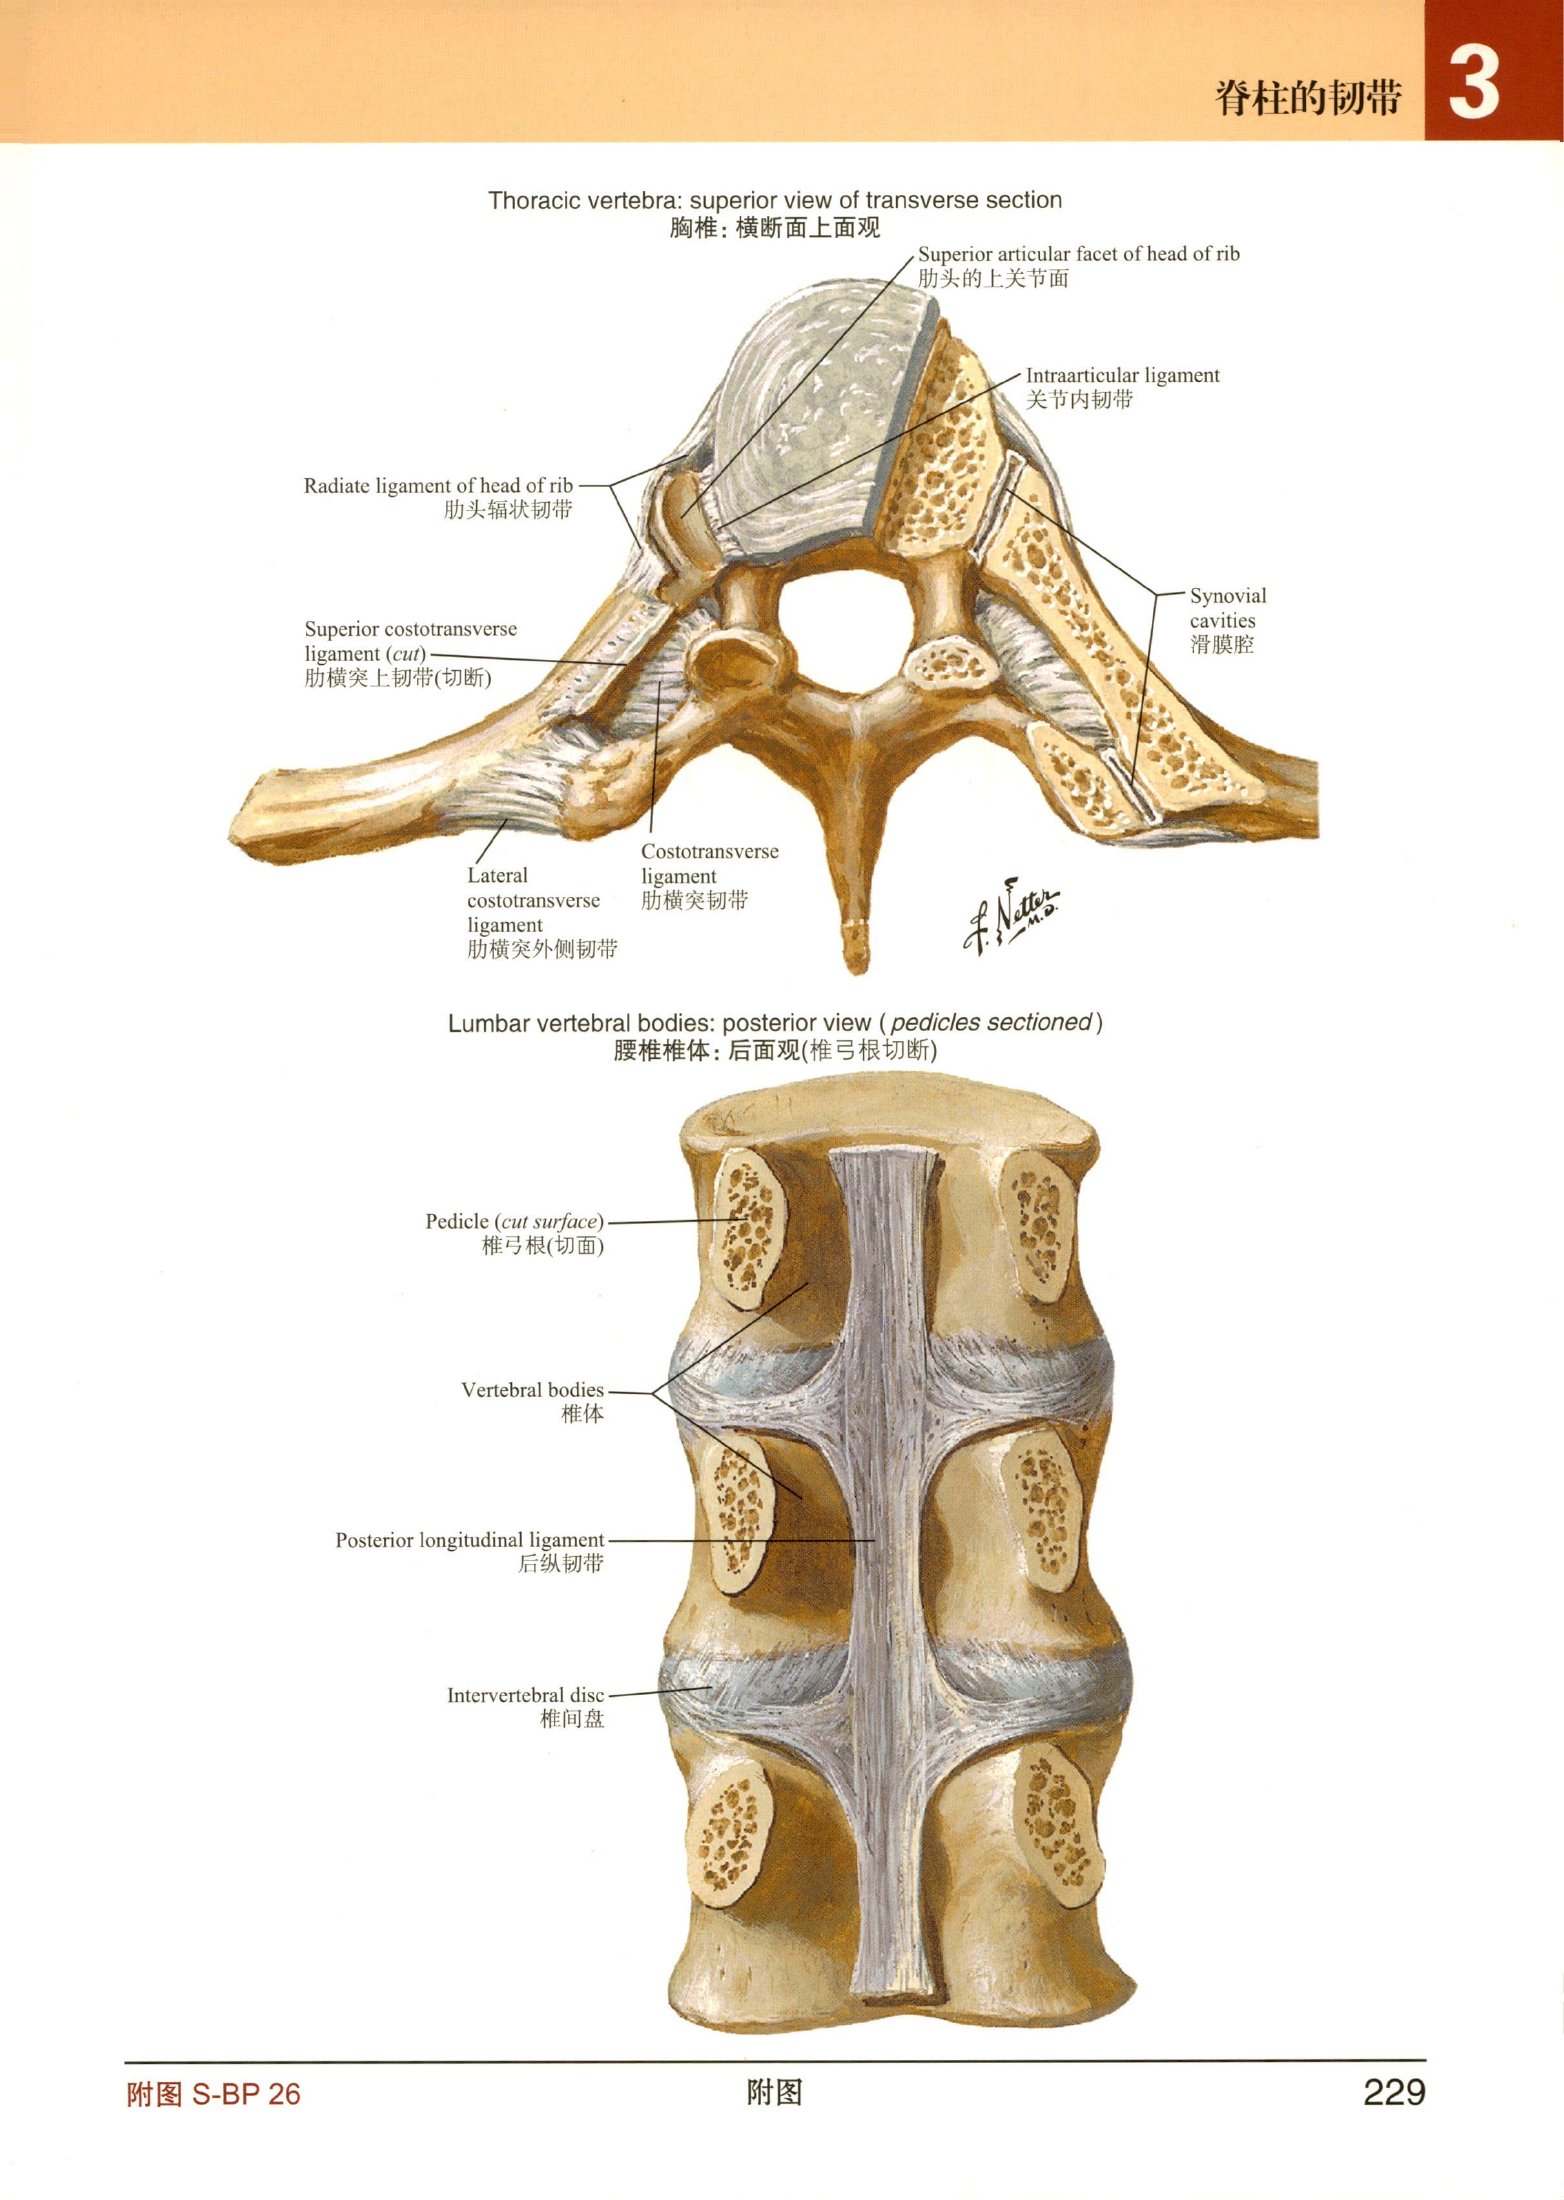 脊柱的韧带 3
Thoracic vertebra: superior view of transverse section
胸椎: 横断面上面观
Superior articular facet of head of rib
肋头的上关节面
Intraarticular ligament
关节内韧带
Radiate ligament of head of rib
肋头辐状韧带
Synovial
cavities
滑膜腔
Superior costotransverse
ligament (cut)
肋横突上韧带(切断)
Costotransverse
ligament
肋横突韧带
Lateral
costotransverse
ligament
肋横突外侧韧带
F. Netter
M.D.
Lumbar vertebral bodies: posterior view (pedicles sectioned)
腰椎椎体: 后面观(椎弓根切断)
Pedicle (cut surface)
椎弓根(切面)
Vertebral bodies
椎体
Posterior longitudinal ligament
后纵韧带
Intervertebral disc
椎间盘
附图 S-BP 26
附图
229